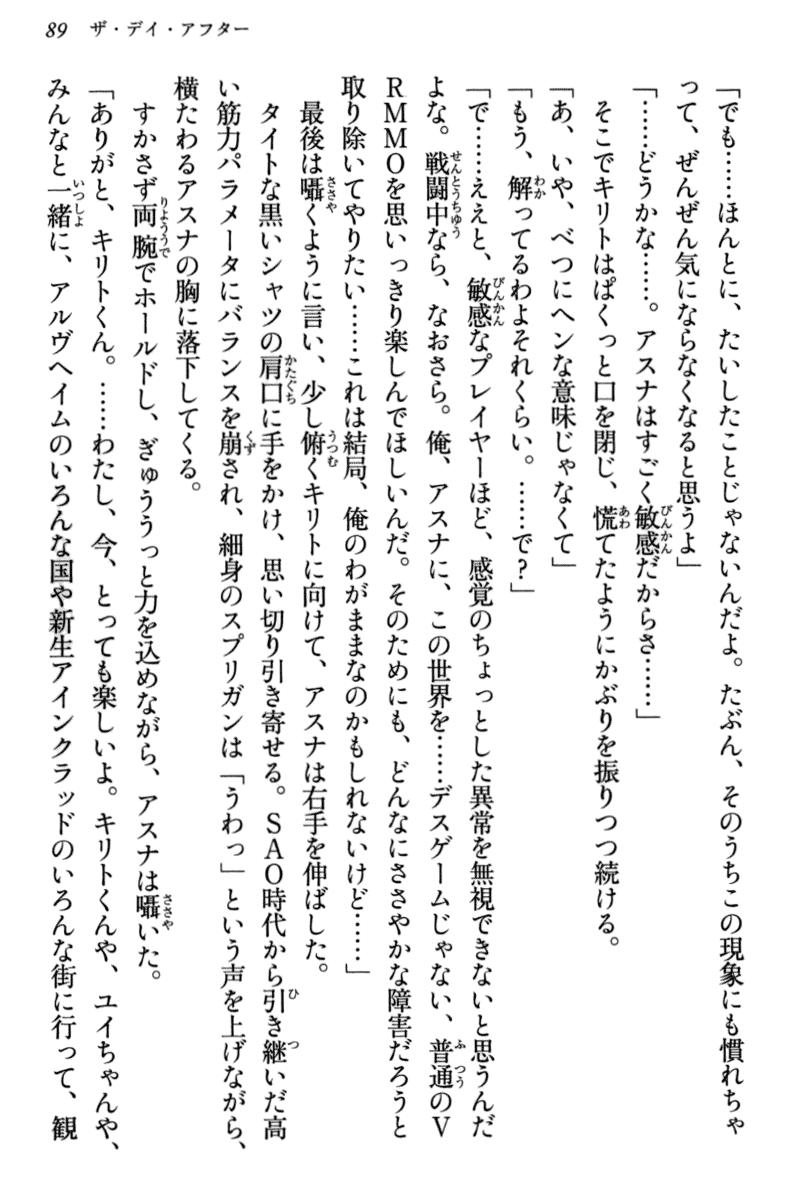 89 ザ・デイ・アフター
「でも……ほんとに、たいしたことじゃないんだよ。たぶん、そのうちこの現象にも慣れちゃ
って、ぜんぜん気にならなくなると思うよ」
「……どうかな……。アスナはすごく敏感だからさ……」
そこでキリトはぱくっと口を閉じ、慌てたようにかぶりを振りつつ続ける。
「あ、いや、べつにヘンな意味じゃなくて」
「もう、解ってるわよそれくらい。……で？」
「で……ええと、敏感なプレイヤーほど、感覚のちょっとした異常を無視できないと思うんだ
よな。戦闘中なら、なおさら。俺、アスナに、この世界を……デスゲームじゃない、普通のV
RMMOを思いっきり楽しんでほしいんだ。そのためにも、どんなにささやかな障害だろうと
取り除いてやりたい……これは結局、俺のわがままなのかもしれないけど……」
最後は囁くように言い、少し俯くキリトに向けて、アスナは右手を伸ばした。
タイトな黒いシャツの肩口に手をかけ、思い切り引き寄せる。SAO時代から引き継いだ高
い筋力パラメータにバランスを崩され、細身のスプリガンは「うわっ」という声を上げながら、
横たわるアスナの胸に落下してくる。
すかさず両腕でホールドし、ぎゅううっと力を込めながら、アスナは囁いた。
「ありがと、キリトくん。……わたし、今、とっても楽しいよ。キリトくんや、ユイちゃんや、
みんなと一緒に、アルヴヘイムのいろんな国や新生アインクラッドのいろんな街に行って、観